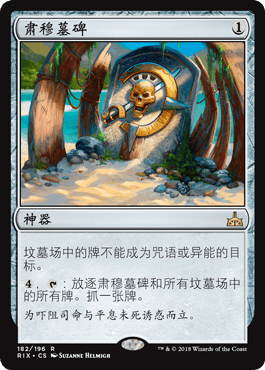 肃穆墓碑 1
神器
坟墓场中的牌不能成为咒语或异能的目
标。
4，：放逐肃穆墓碑和所有坟墓场中
的所有牌。抓一张牌。
为吓阻司命与平息未死诱惑而立。
182/196 R
RIX • CS SUZANNE HELMIGH
™ & © 2018 Wizards of the Coast